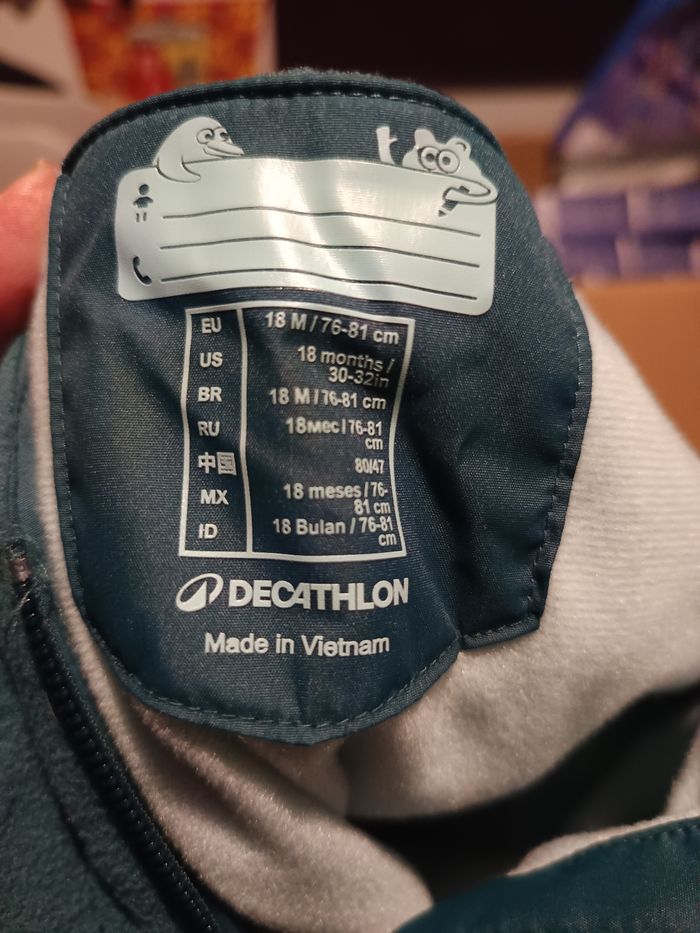 EU 18 M / 76-81 cm
US 18 months /
30-32in
BR 18 M / 76-81 cm
RU 18мес / 76-81
cm
中国 80/47
MX 18 meses / 76-
81 cm
ID 18 Bulan / 76-81
cm
DECATHLON
Made in Vietnam